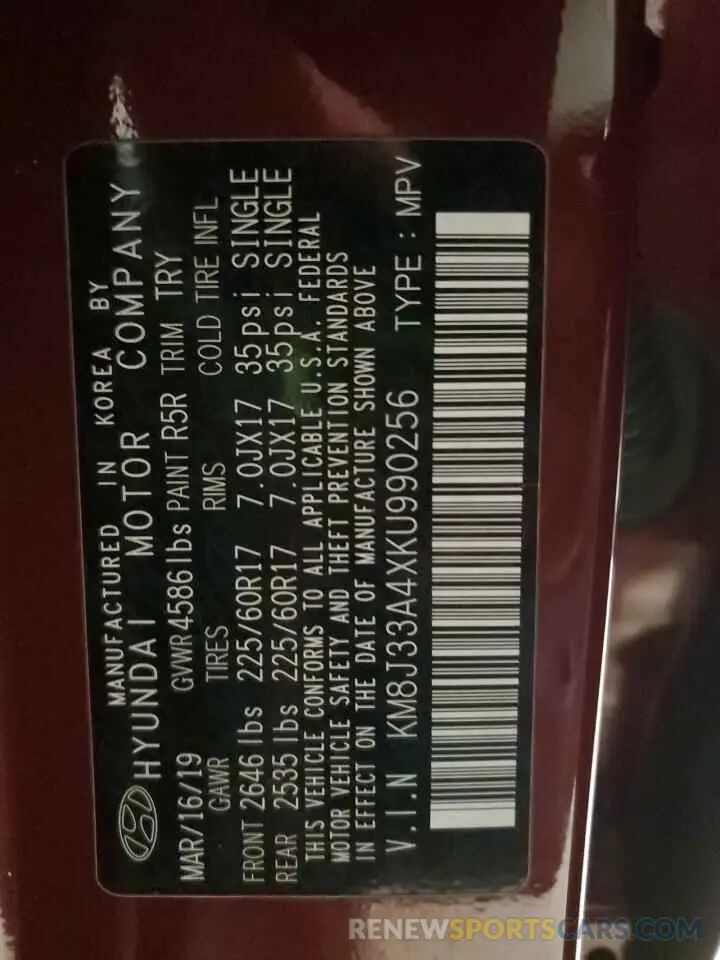 MANUFACTURED IN KOREA BY
HYUNDAI MOTOR COMPANY
MAR/16/19 GVWR 4586 lbs PAINT R5R TRIM TRY
GAWR TIRES RIMS COLD TIRE INFL
FRONT 2646 lbs 225/60R17 7.0JX17 35psi SINGLE
REAR 2535 lbs 225/60R17 7.0JX17 35psi SINGLE
THIS VEHICLE CONFORMS TO ALL APPLICABLE U.S.A. FEDERAL
MOTOR VEHICLE SAFETY AND THEFT PREVENTION STANDARDS
IN EFFECT ON THE DATE OF MANUFACTURE SHOWN ABOVE
V.I.N KM8J33A4XKU990256 TYPE : MPV
RENEWSPORTSCARS.COM